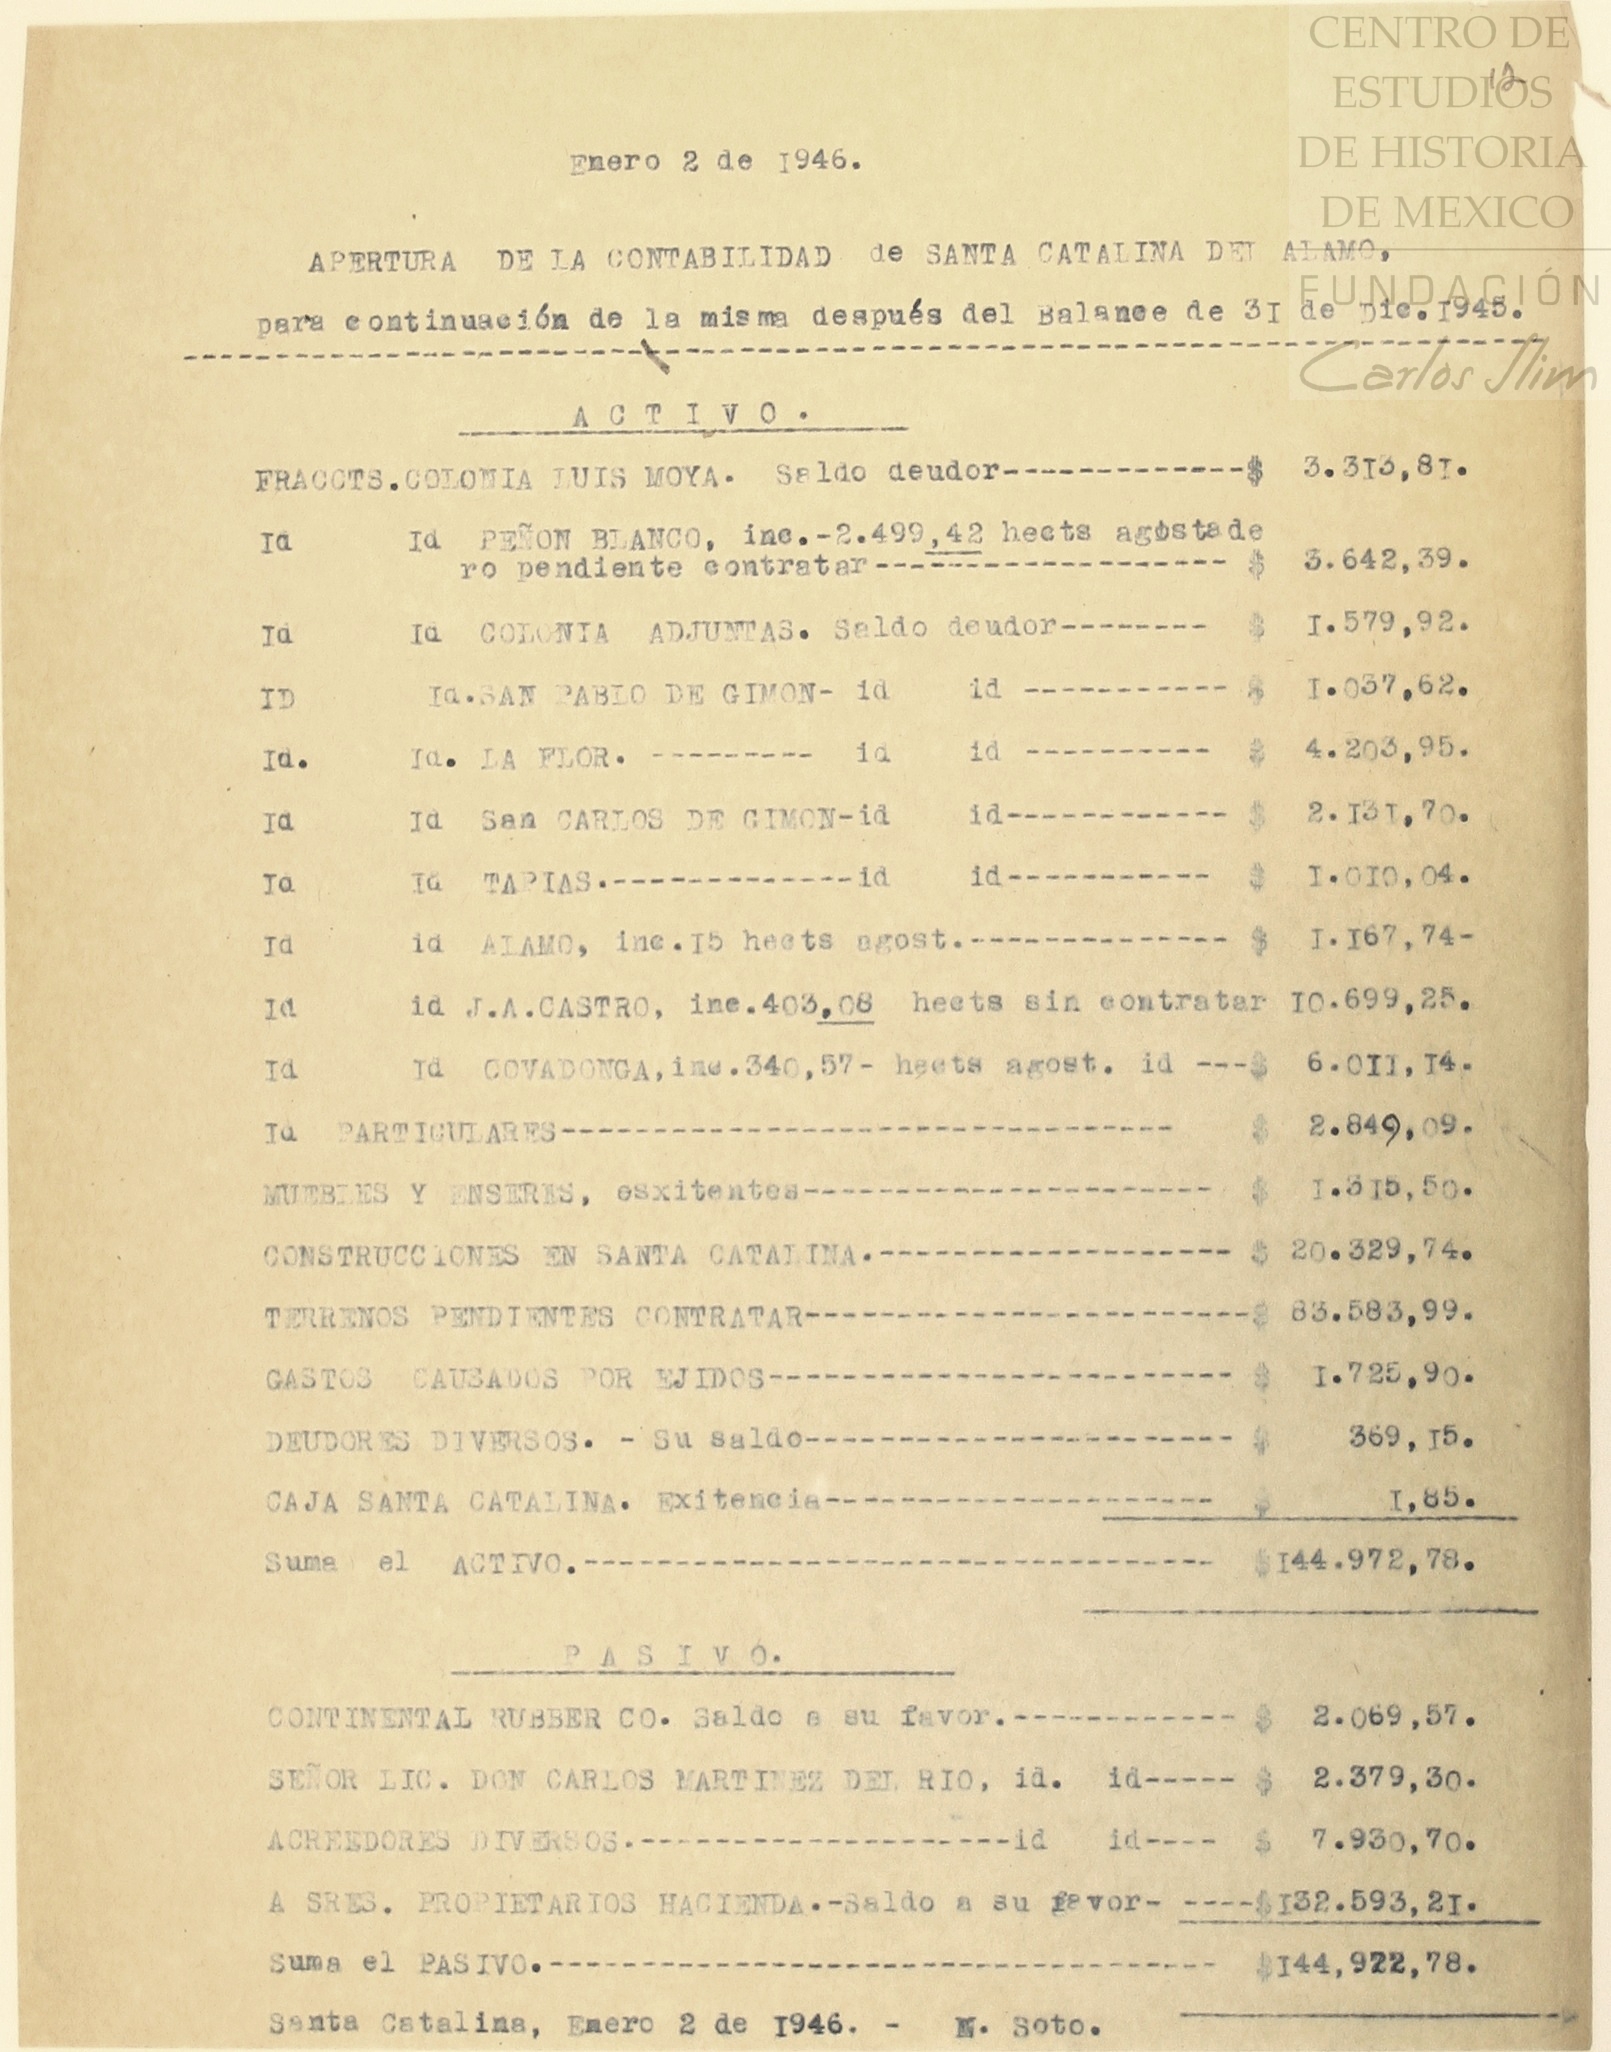 CENTRO DE
ESTUDIOS
DE HISTORIA
DE MEXICO
FUNDACIÓN
Carlos Slim
12
Enero 2 de 1946.
APERTURA DE LA CONTABILIDAD de SANTA CATALINA DEL ALAMO,
para continuación de la misma después del Balance de 31 de Dic. 1945.
A C T I V O .
FRACCTS.COLONIA LUIS MOYA. Saldo deudor-------------$ 3.313,81.
Id Id PEÑON BLANCO, inc.-2.499,42 hects agostade
ro pendiente contratar------------------- $ 3.642,39.
Id Id COLONIA ADJUNTAS. Saldo deudor-------- $ 1.579,92.
ID Id.SAN PABLO DE GIMON- id id ----------- $ 1.037,62.
Id. Id. LA FLOR. --------- id id ---------- $ 4.203,95.
Id Id San CARLOS DE GIMON-id id------------ $ 2.131,70.
Id Id TAPIAS.-------------id id----------- $ 1.010,04.
Id id ALAMO, inc.15 hects agost.-------------- $ 1.167,74-
Id id J.A.CASTRO, inc.403,08 hects sin contratar 10.699,25.
Id Id COVADONGA,inc.340,57- hects agost. id ---$ 6.011,14.
Id PARTICULARES--------------------------------- $ 2.849,09.
MUEBLES Y ENSERES, esxitentes---------------------- $ 1.315,50.
CONSTRUCCIONES EN SANTA CATALINA.------------------- $ 20.329,74.
TERRENOS PENDIENTES CONTRATAR------------------------$ 83.583,99.
GASTOS CAUSADOS POR EJIDOS------------------------- $ 1.725,90.
DEUDORES DIVERSOS. - Su saldo----------------------- $ 369,15.
CAJA SANTA CATALINA. Exitencia--------------------- $ 1,85.
Suma el ACTIVO.---------------------------------- $144.972,78.
P A S I V O.
CONTINENTAL RUBBER CO. Saldo a su favor.------------ $ 2.069,57.
SEÑOR LIC. DON CARLOS MARTINEZ DEL RIO, id. id----- $ 2.379,30.
ACREEDORES DIVERSOS.--------------------id id---- $ 7.930,70.
A SRES. PROPIETARIOS HACIENDA.-Saldo a su favor- ----$132.593,21.
Suma el PASIVO.------------------------------------ $144,972,78.
Santa Catalina, Enero 2 de 1946. - N. Soto.